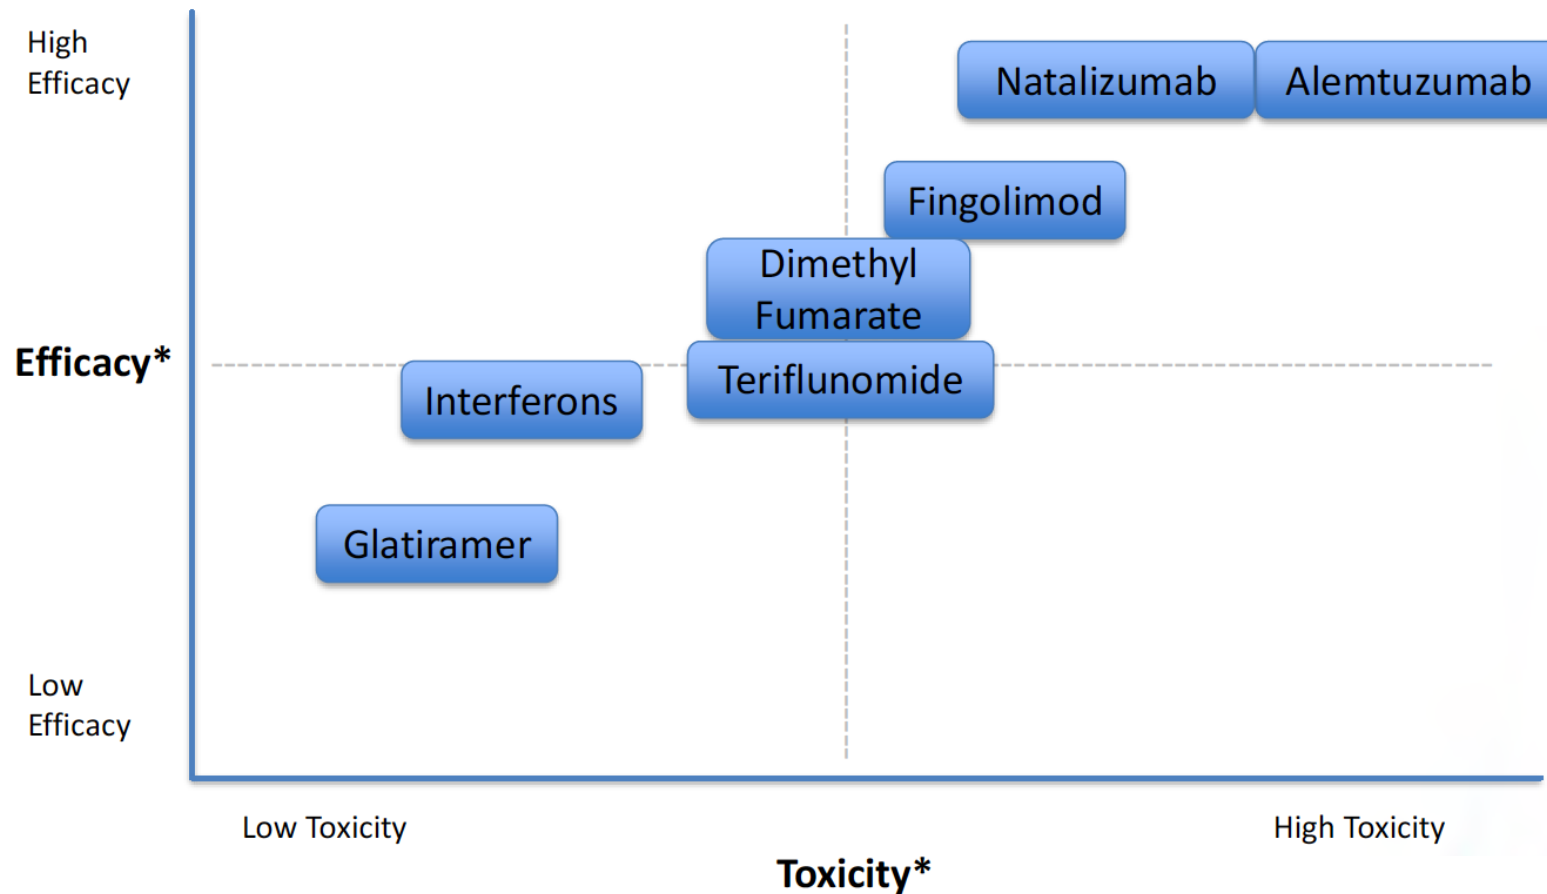 High
Efficacy
Natalizumab
Alemtuzumab
Fingolimod
Dimethyl
Fumarate
Efficacy*
Teriflunomide
Interferons
Glatiramer
Low
Efficacy
Low Toxicity
High Toxicity
Toxicity*